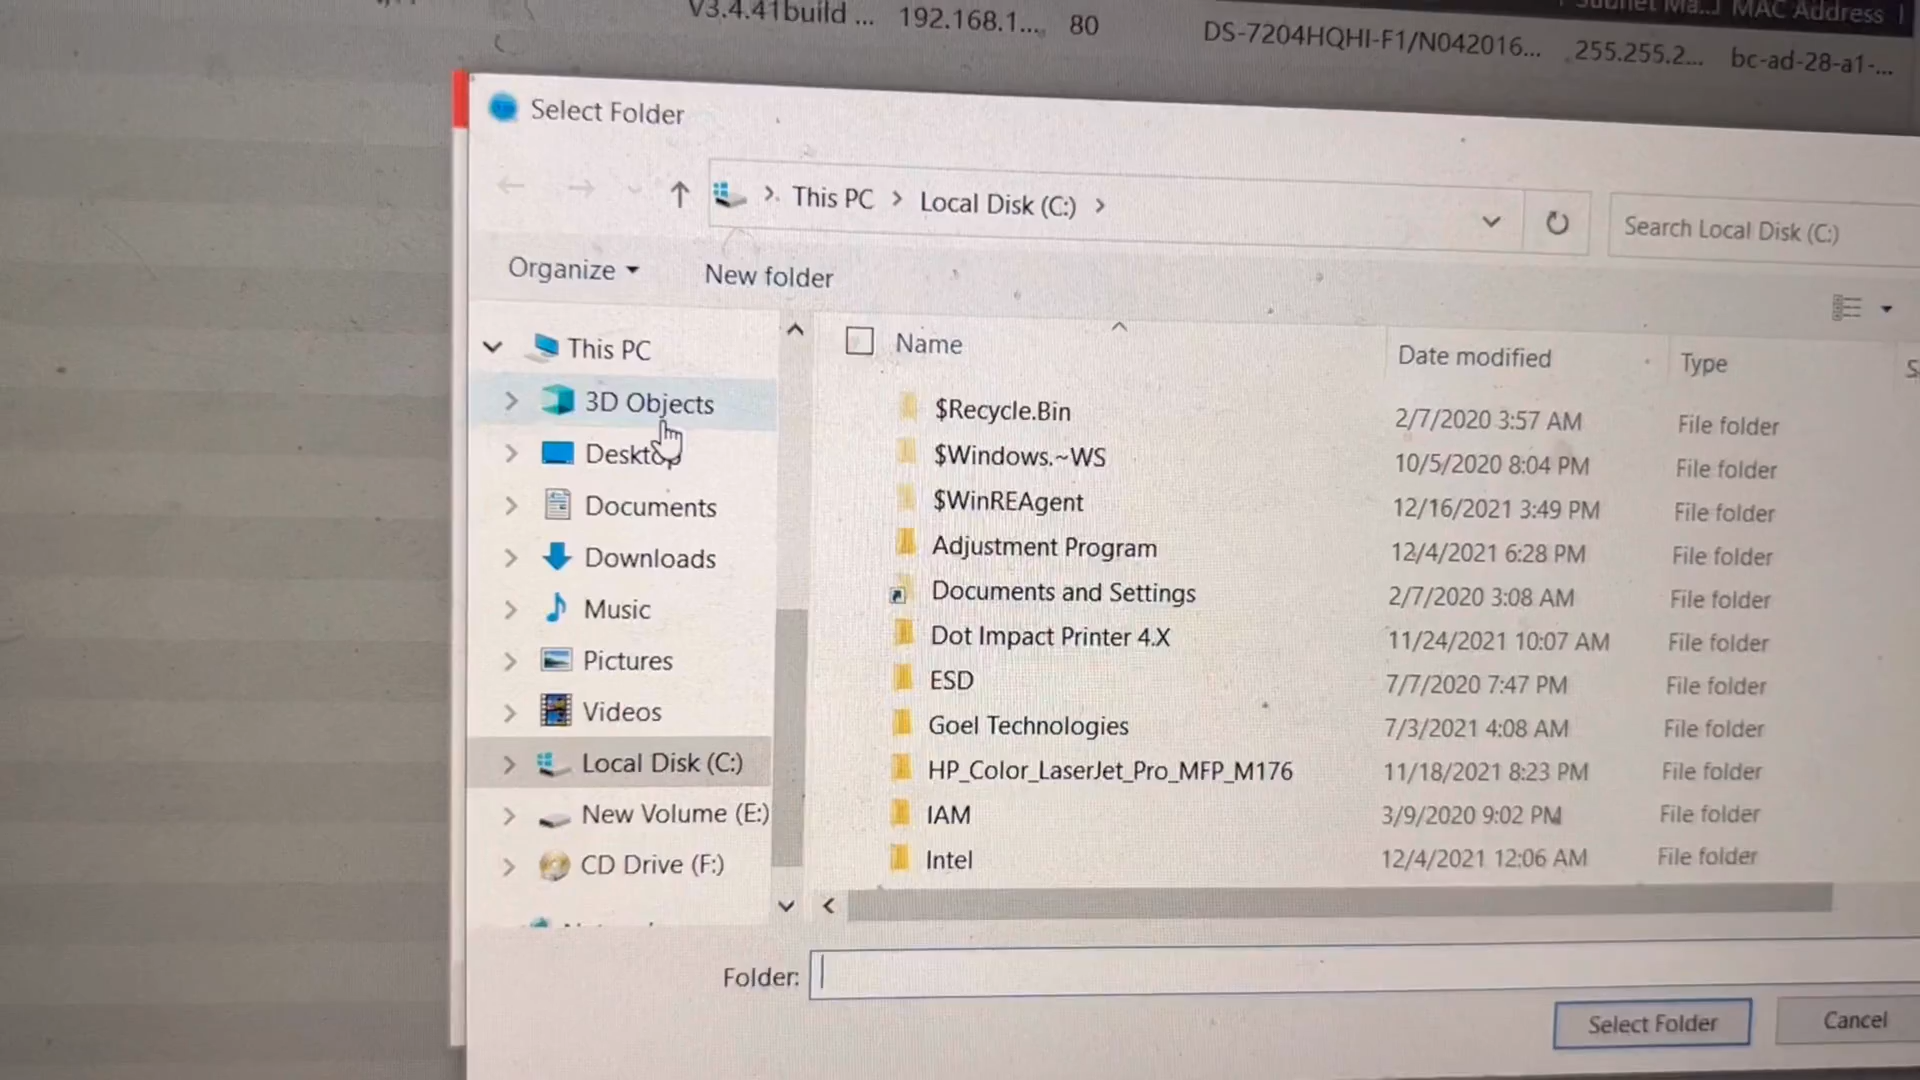 V3.4.41build ... 192.168.1.... 80 DS-7204HQHI-F1/N042016... 255.255.2... bc-ad-28-a1-...
Subnet Ma... MAC Address
Select Folder
This PC > Local Disk (C:) >
Search Local Disk (C:)
Organize
New folder
This PC
3D Objects
Desktop
Documents
Downloads
Music
Pictures
Videos
Local Disk (C:)
New Volume (E:)
CD Drive (F:)
Name Date modified Type
$Recycle.Bin 2/7/2020 3:57 AM File folder
$Windows.~WS 10/5/2020 8:04 PM File folder
$WinREAgent 12/16/2021 3:49 PM File folder
Adjustment Program 12/4/2021 6:28 PM File folder
Documents and Settings 2/7/2020 3:08 AM File folder
Dot Impact Printer 4.X 11/24/2021 10:07 AM File folder
ESD 7/7/2020 7:47 PM File folder
Goel Technologies 7/3/2021 4:08 AM File folder
HP_Color_LaserJet_Pro_MFP_M176 11/18/2021 8:23 PM File folder
IAM 3/9/2020 9:02 PM File folder
Intel 12/4/2021 12:06 AM File folder
Folder:
Select Folder
Cancel